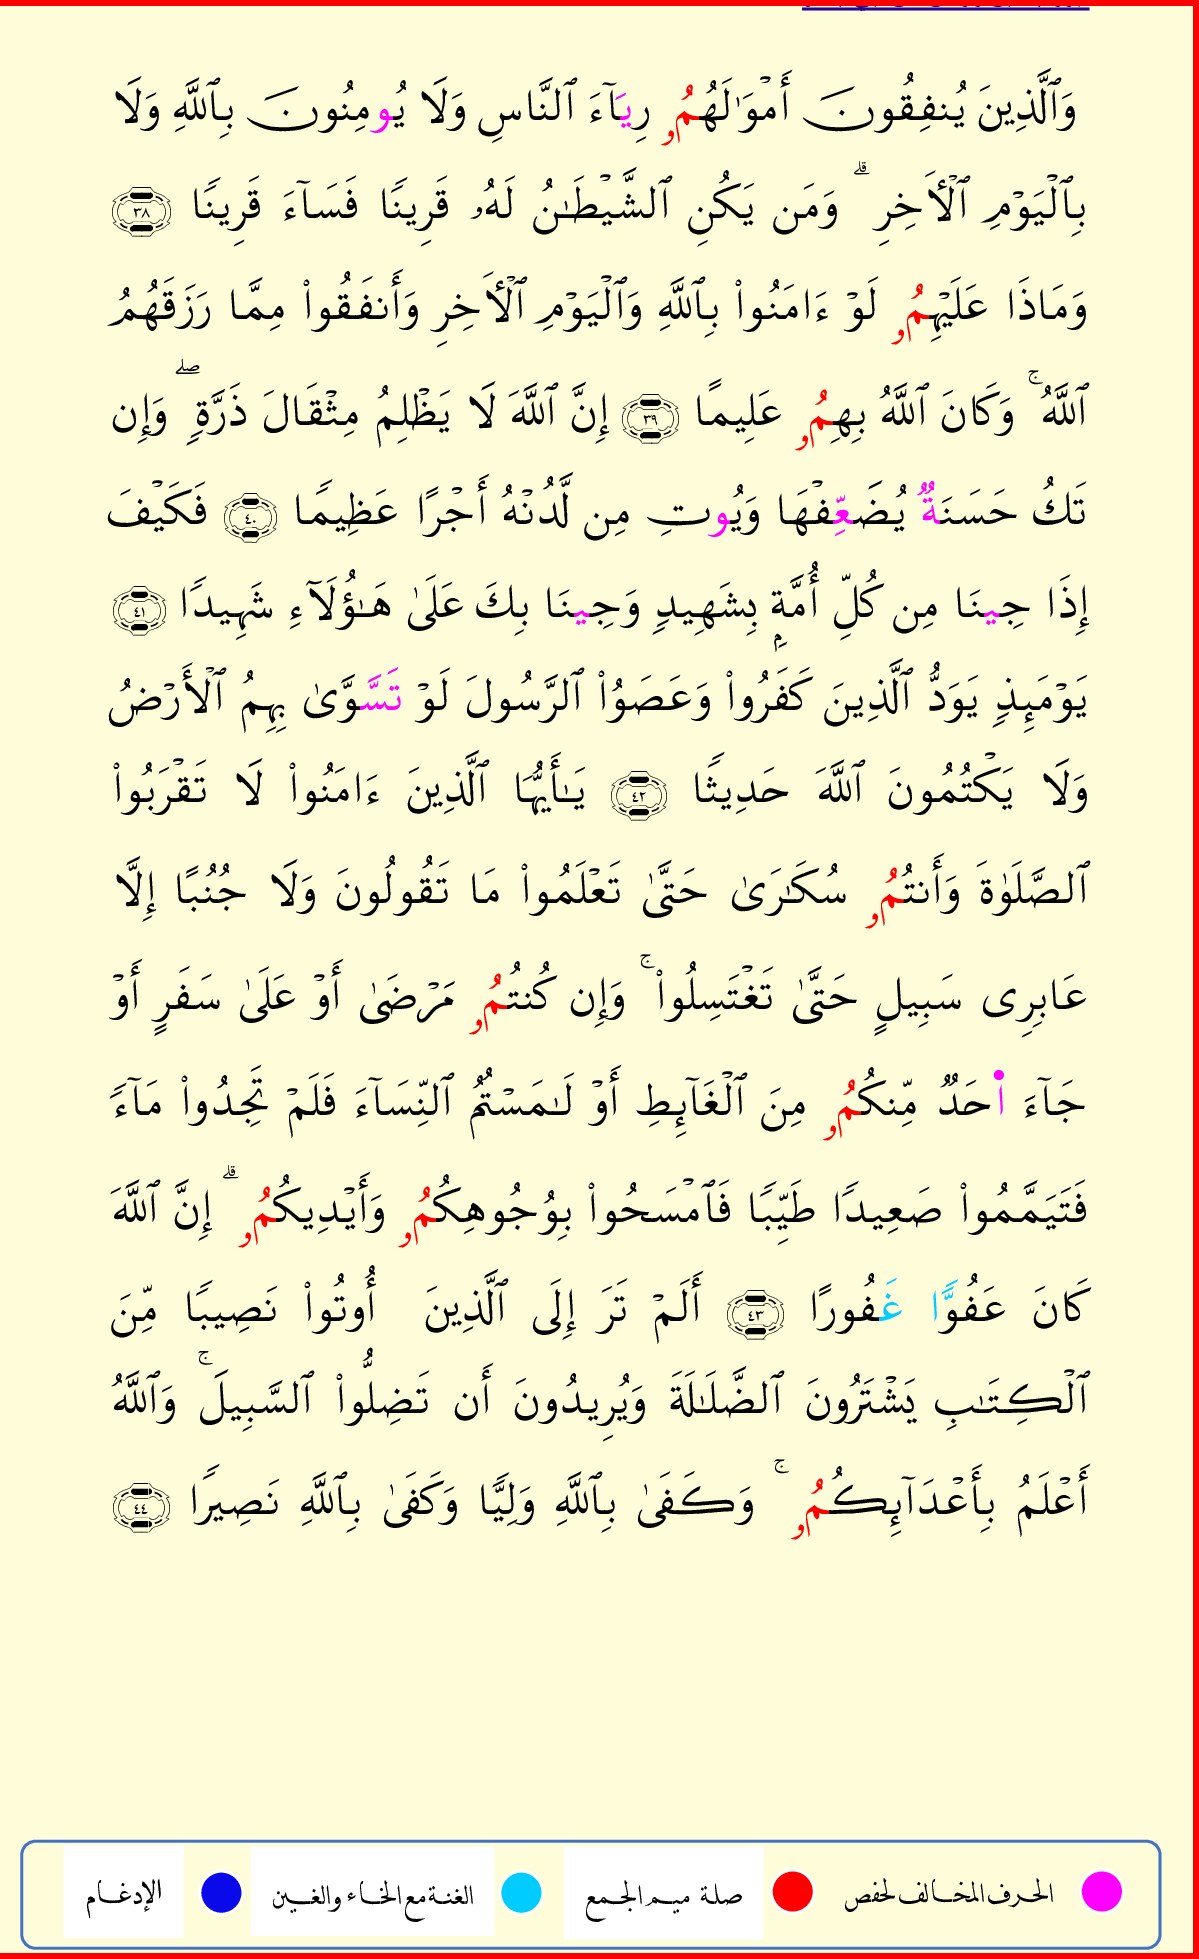 وَٱلَّذِينَ يُنفِقُونَ أَمْوَٰلَهُمُۥ رِيَآءَ ٱلنَّاسِ وَلَا يُومِنُونَ بِٱللَّهِ وَلَا
بِٱلْيَوْمِ ٱلْأَخِرِ ۗ وَمَن يَكُنِ ٱلشَّيْطَـٰنُ لَهُۥ قَرِينًا فَسَآءَ قَرِينًا ٣٨
وَمَاذَا عَلَيْهِمُۥ لَوْ ءَامَنُوا۟ بِٱللَّهِ وَٱلْيَوْمِ ٱلْأَخِرِ وَأَنفَقُوا۟ مِمَّا رَزَقَهُمُ
ٱللَّهُ ۚ وَكَانَ ٱللَّهُ بِهِمُۥ عَلِيمًا ٣٩ إِنَّ ٱللَّهَ لَا يَظْلِمُ مِثْقَالَ ذَرَّةٍ ۖ وَإِن
تَكُ حَسَنَةٌ يُضَعِّفْهَا وَيُوتِ مِن لَّدُنْهُ أَجْرًا عَظِيمًا ٤٠ فَكَيْفَ
إِذَا جِينَا مِن كُلِّ أُمَّةٍۭ بِشَهِيدٍ وَجِينَا بِكَ عَلَىٰ هَـٰؤُلَآءِ شَهِيدًا ٤١
يَوْمَئِذٍ يَوَدُّ ٱلَّذِينَ كَفَرُوا۟ وَعَصَوُا۟ ٱلرَّسُولَ لَوْ تَسَّوَّىٰ بِهِمُ ٱلْأَرْضُ
وَلَا يَكْتُمُونَ ٱللَّهَ حَدِيثًا ٤٢ يَـٰأَيُّهَا ٱلَّذِينَ ءَامَنُوا۟ لَا تَقْرَبُوا۟
ٱلصَّلَوٰةَ وَأَنتُمُۥ سُكَـٰرَىٰ حَتَّىٰ تَعْلَمُوا۟ مَا تَقُولُونَ وَلَا جُنُبًا إِلَّا
عَابِرِى سَبِيلٍ حَتَّىٰ تَغْتَسِلُوا۟ ۚ وَإِن كُنتُمُۥ مَرْضَىٰ أَوْ عَلَىٰ سَفَرٍ أَوْ
جَآءَ ا۬حَدٌ مِّنكُمُۥ مِنَ ٱلْغَآئِطِ أَوْ لَـٰمَسْتُمُ ٱلنِّسَآءَ فَلَمْ تَجِدُوا۟ مَآءً
فَتَيَمَّمُوا۟ صَعِيدًا طَيِّبًا فَٱمْسَحُوا۟ بِوُجُوهِكُمُۥ وَأَيْدِيكُمُۥ ۗ إِنَّ ٱللَّهَ
كَانَ عَفُوًّا غَفُورًا ٤٣ أَلَمْ تَرَ إِلَى ٱلَّذِينَ أُوتُوا۟ نَصِيبًا مِّنَ
ٱلْكِتَـٰبِ يَشْتَرُونَ ٱلضَّلَـٰلَةَ وَيُرِيدُونَ أَن تَضِلُّوا۟ ٱلسَّبِيلَ ۚ وَٱللَّهُ
أَعْلَمُ بِأَعْدَآئِكُمُۥ ۚ وَكَفَىٰ بِٱللَّهِ وَلِيًّا وَكَفَىٰ بِٱللَّهِ نَصِيرًا ٤٤
الحرف المخالف لحفص صلة ميم الجمع الغنة مع الخاء والغين الإدغام